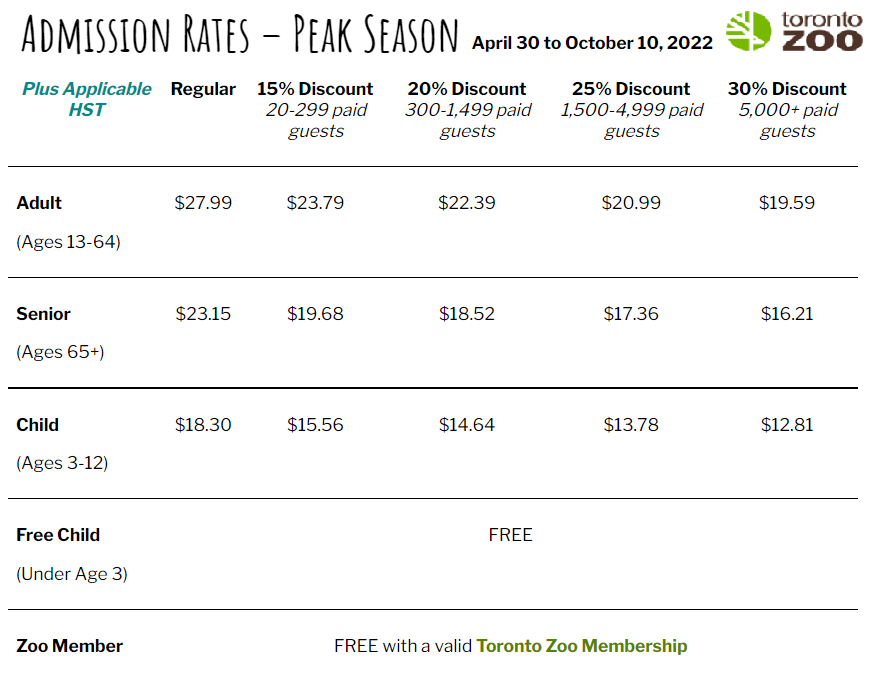 Admission Rates – Peak Season April 30 to October 10, 2022 toronto ZOO
Plus Applicable HST Regular 15% Discount 20-299 paid guests 20% Discount 300-1,499 paid guests 25% Discount 1,500-4,999 paid guests 30% Discount 5,000+ paid guests
Adult $27.99 $23.79 $22.39 $20.99 $19.59
(Ages 13-64)
Senior $23.15 $19.68 $18.52 $17.36 $16.21
(Ages 65+)
Child $18.30 $15.56 $14.64 $13.78 $12.81
(Ages 3-12)
Free Child FREE
(Under Age 3)
Zoo Member FREE with a valid Toronto Zoo Membership